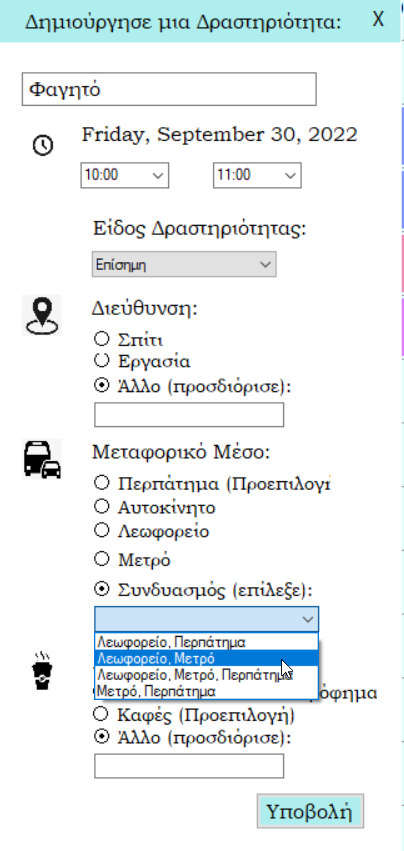 Δημιούργησε μια Δραστηριότητα: X
Φαγητό
Friday, September 30, 2022
10:00 11:00
Είδος Δραστηριότητας:
Επίσημη
Διεύθυνση:
Σπίτι
Εργασία
Άλλο (προσδιόρισε):
Μεταφορικό Μέσο:
Περπάτημα (Προεπιλογή
Αυτοκίνητο
Λεωφορείο
Μετρό
Συνδυασμός (επίλεξε):
Λεωφορείο, Περπάτημα
Λεωφορείο, Μετρό
Λεωφορείο, Μετρό, Περπάτημα
Μετρό, Περπάτημα
Καφές (Προεπιλογή)
Άλλο (προσδιόρισε):
Υποβολή